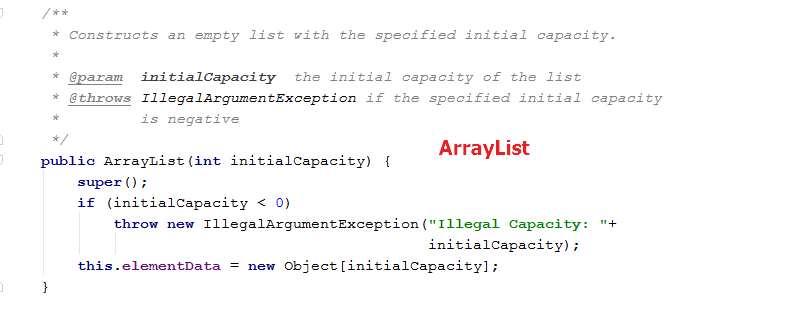 /**
* Constructs an empty list with the specified initial capacity.
*
* @param  initialCapacity  the initial capacity of the list
* @throws IllegalArgumentException if the specified initial capacity
*         is negative
*/
ArrayList
public ArrayList(int initialCapacity) {
super();
if (initialCapacity < 0)
throw new IllegalArgumentException("Illegal Capacity: "+
initialCapacity);
this.elementData = new Object[initialCapacity];
}